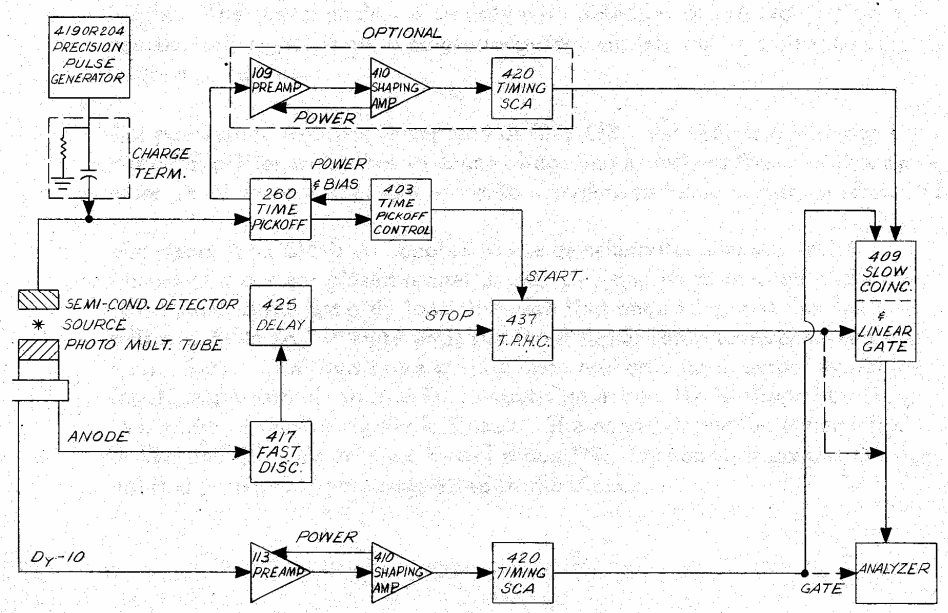 419OR204
PRECISION
PULSE
GENERATOR
OPTIONAL
109
PREAMP
410
SHAPING
AMP
POWER
420
TIMING
SCA
CHARGE
TERM.
POWER
& BIAS
260
TIME
PICKOFF
403
TIME
PICKOFF
CONTROL
409
SLOW
COINC.
&
LINEAR
GATE
START
SEMI-COND. DETECTOR
* SOURCE
PHOTO MULT. TUBE
425
DELAY
STOP
437
T.P.H.C.
ANODE
417
FAST
DISC.
POWER
DY-10
113
PREAMP
410
SHAPING
AMP
420
TIMING
SCA
GATE
ANALYZER